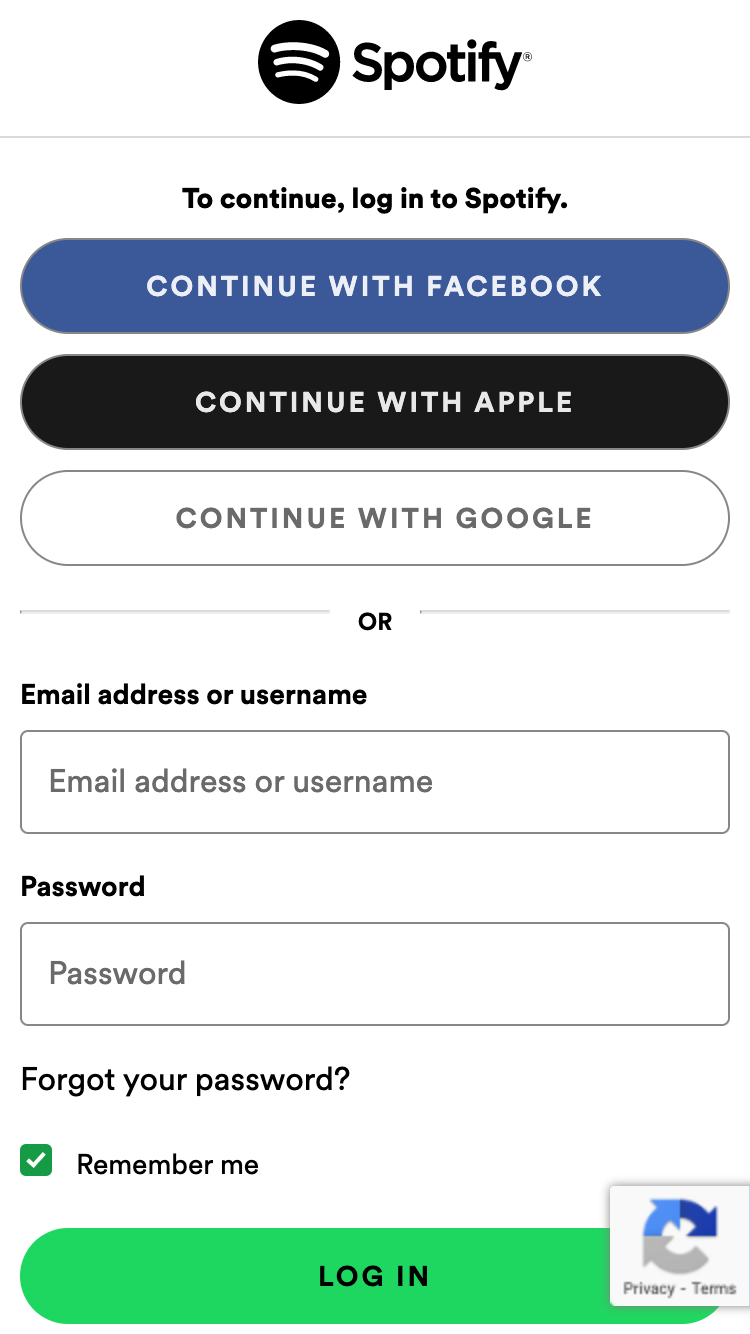 Spotify®
To continue, log in to Spotify.
CONTINUE WITH FACEBOOK
CONTINUE WITH APPLE
CONTINUE WITH GOOGLE
OR
Email address or username
Email address or username
Password
Password
Forgot your password?
Remember me
LOG IN
Privacy - Terms